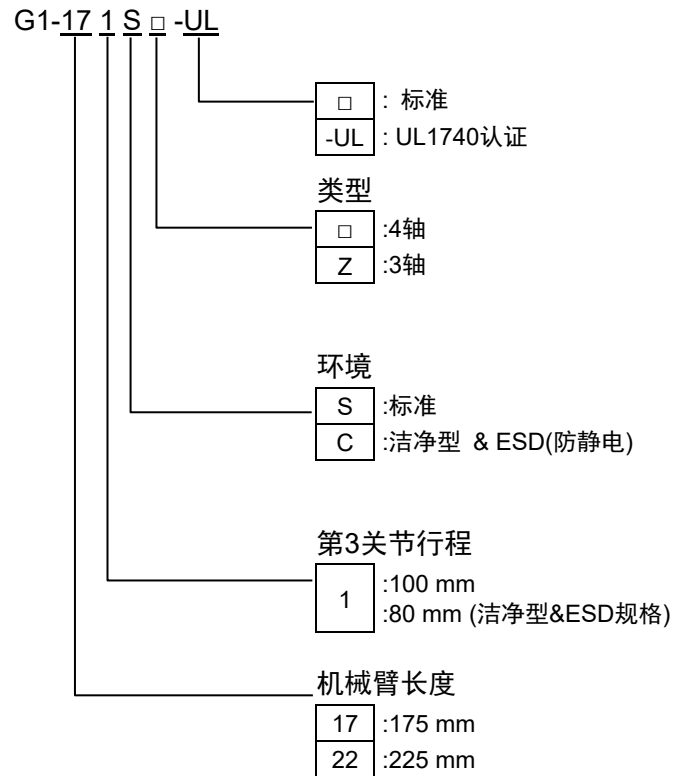 G1-17 1 S □ -UL
□ : 标准
-UL : UL1740认证
类型
□ :4轴
Z :3轴
环境
S :标准
C :洁净型 & ESD(防静电)
第3关节行程
1 :100 mm
:80 mm (洁净型&ESD规格)
机械臂长度
17 :175 mm
22 :225 mm